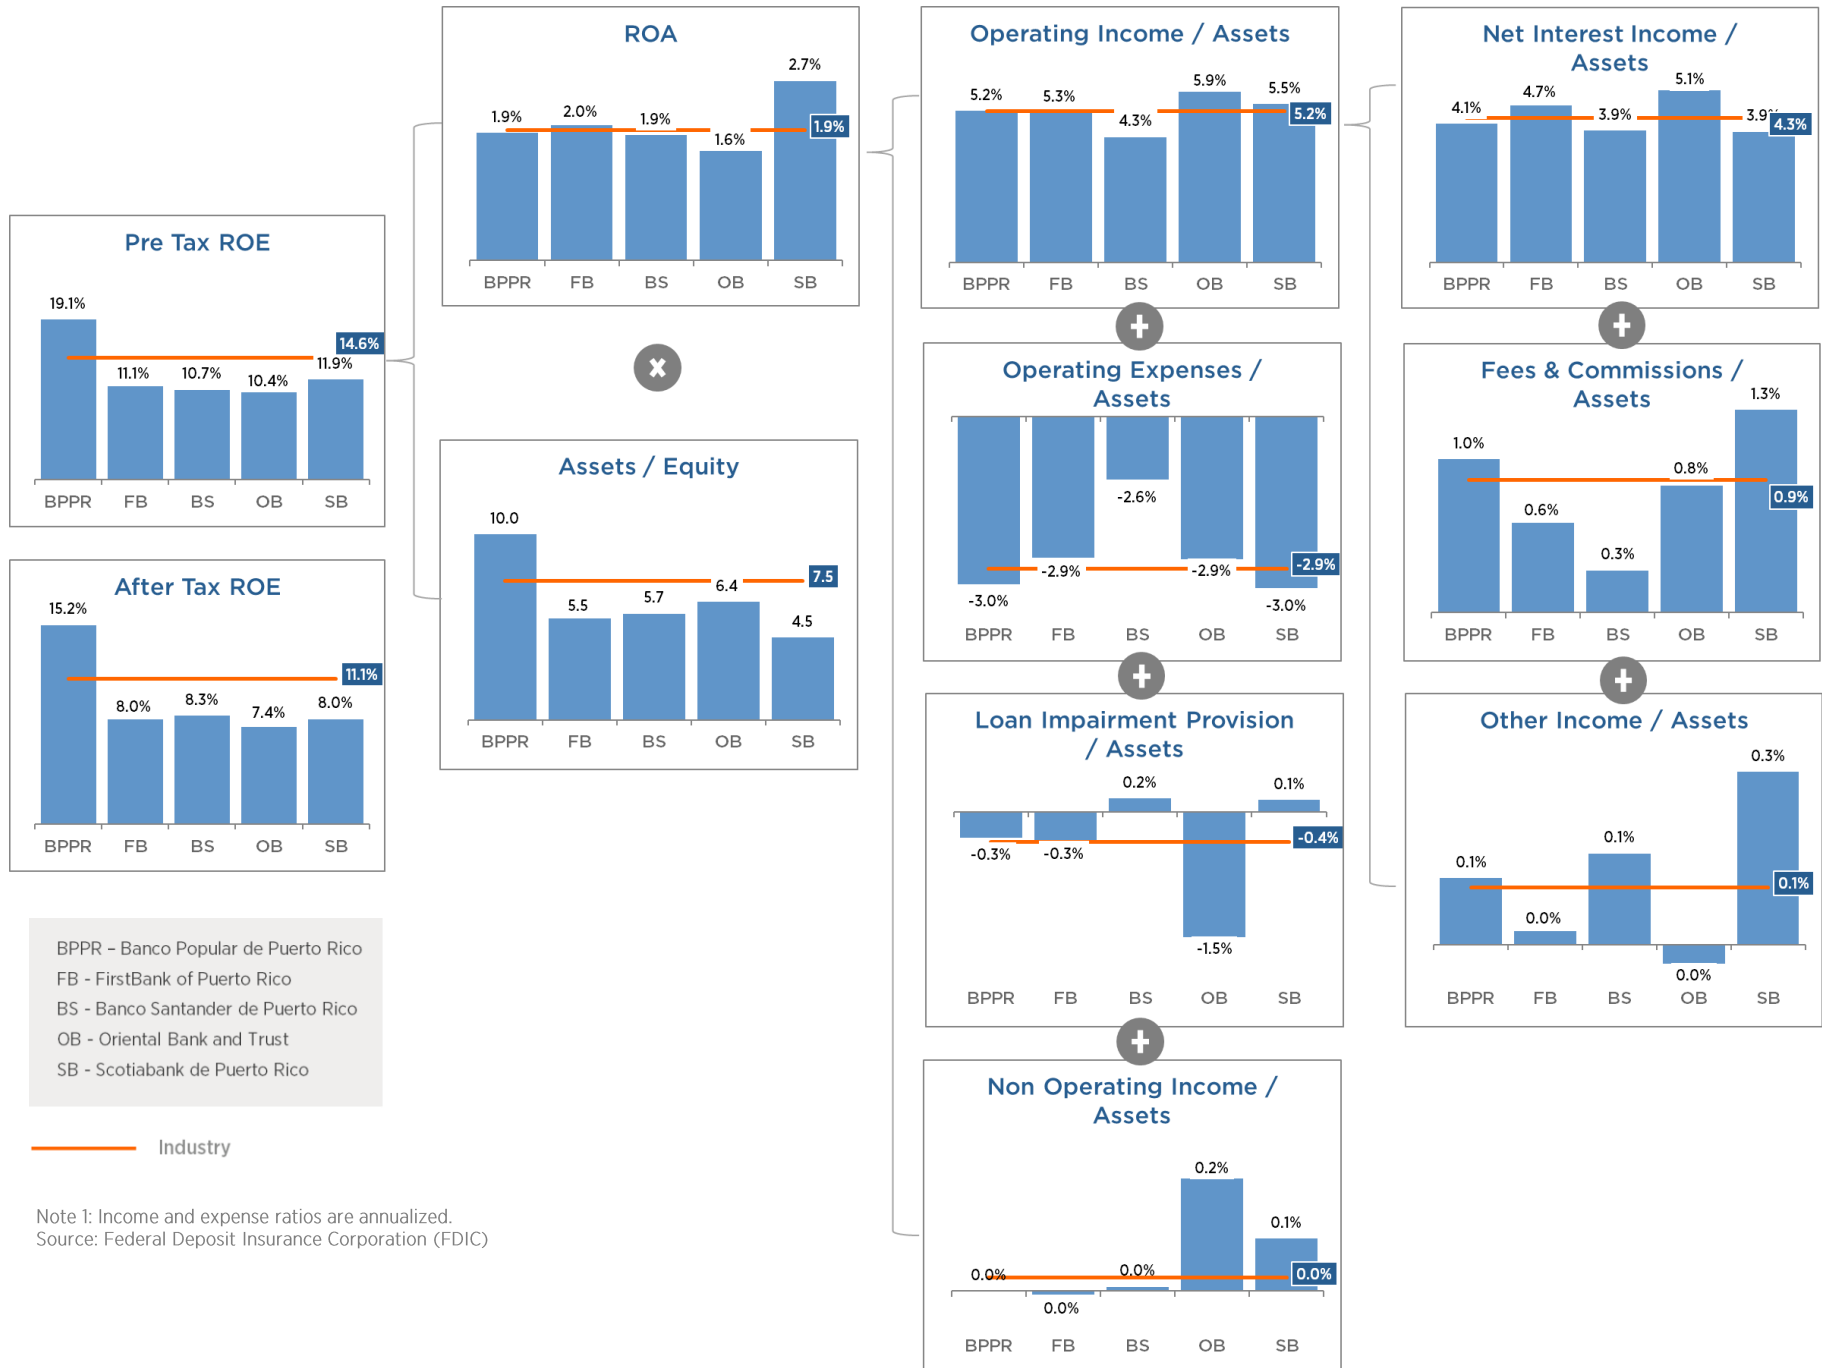 Pre Tax ROE
19.1%
11.1%
10.7%
10.4%
11.9%
14.6%
BPPR
FB
BS
OB
SB
After Tax ROE
15.2%
8.0%
8.3%
7.4%
8.0%
11.1%
BPPR
FB
BS
OB
SB
BPPR – Banco Popular de Puerto Rico
FB - FirstBank of Puerto Rico
BS - Banco Santander de Puerto Rico
OB - Oriental Bank and Trust
SB - Scotiabank de Puerto Rico
Industry
Note 1: Income and expense ratios are annualized.
Source: Federal Deposit Insurance Corporation (FDIC)
ROA
1.9%
2.0%
1.9%
1.6%
2.7%
1.9%
BPPR
FB
BS
OB
SB
x
Assets / Equity
10.0
5.5
5.7
6.4
4.5
7.5
BPPR
FB
BS
OB
SB
Operating Income / Assets
5.2%
5.3%
4.3%
5.9%
5.5%
5.2%
BPPR
FB
BS
OB
SB
+
Operating Expenses /
Assets
-3.0%
-2.9%
-2.6%
-2.9%
-3.0%
-2.9%
BPPR
FB
BS
OB
SB
+
Loan Impairment Provision
/ Assets
-0.3%
-0.3%
0.2%
-1.5%
0.1%
-0.4%
BPPR
FB
BS
OB
SB
+
Non Operating Income /
Assets
0.0%
0.0%
0.0%
0.2%
0.1%
0.0%
BPPR
FB
BS
OB
SB
Net Interest Income /
Assets
4.1%
4.7%
3.9%
5.1%
3.9%
4.3%
BPPR
FB
BS
OB
SB
+
Fees & Commissions /
Assets
1.0%
0.6%
0.3%
0.8%
1.3%
0.9%
BPPR
FB
BS
OB
SB
+
Other Income / Assets
0.1%
0.0%
0.1%
0.0%
0.3%
0.1%
BPPR
FB
BS
OB
SB